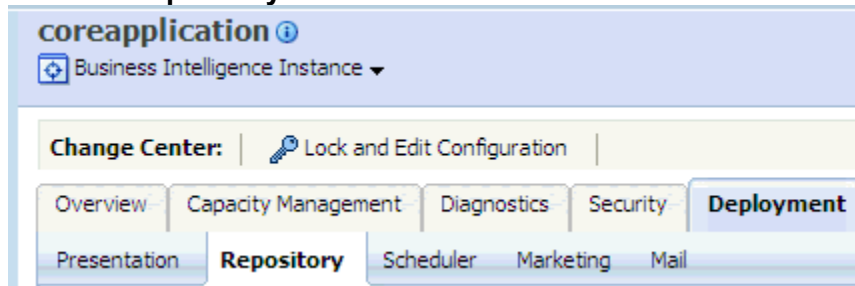 coreapplication
Business Intelligence Instance
Change Center: Lock and Edit Configuration
Overview Capacity Management Diagnostics Security Deployment
Presentation Repository Scheduler Marketing Mail